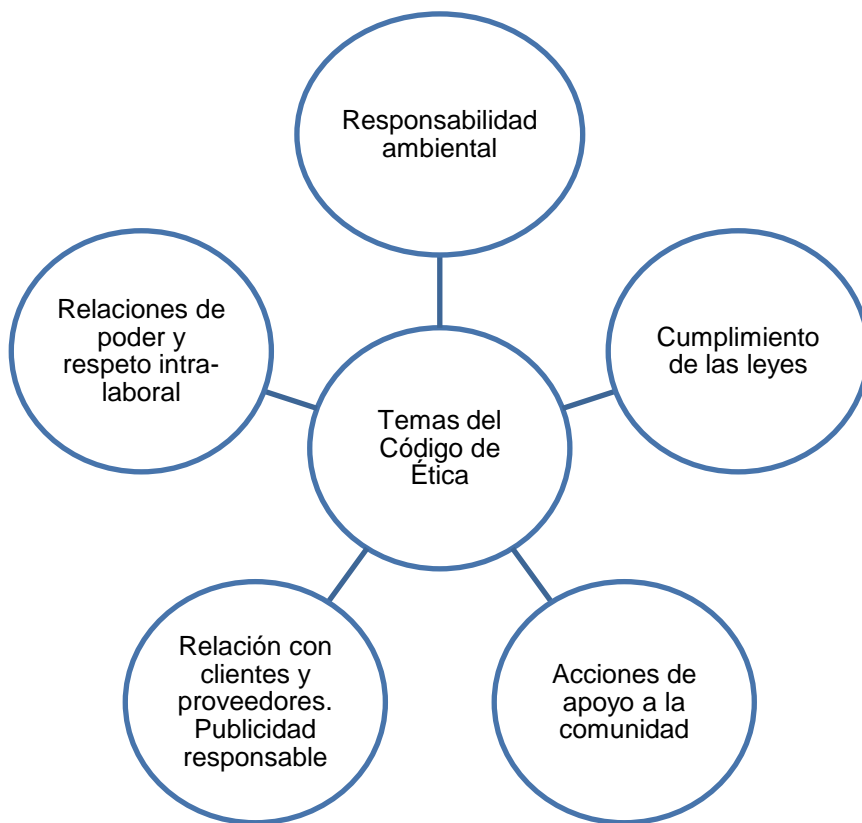 Responsabilidad
ambiental
Relaciones de
poder y
respeto intra-
laboral
Cumplimiento
de las leyes
Temas del
Código de
Ética
Relación con
clientes y
proveedores.
Publicidad
responsable
Acciones de
apoyo a la
comunidad